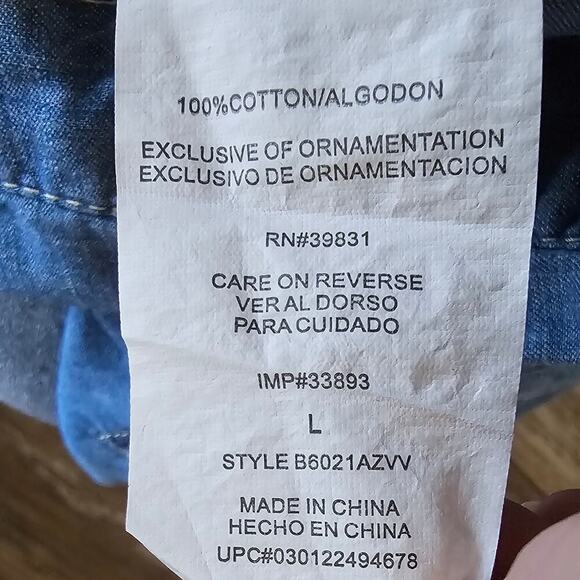 100%COTTON/ALGODON
EXCLUSIVE OF ORNAMENTATION
EXCLUSIVO DE ORNAMENTACION
RN#39831
CARE ON REVERSE
VER AL DORSO
PARA CUIDADO
IMP#33893
L
STYLE B6021AZVV
MADE IN CHINA
HECHO EN CHINA
UPC#030122494678